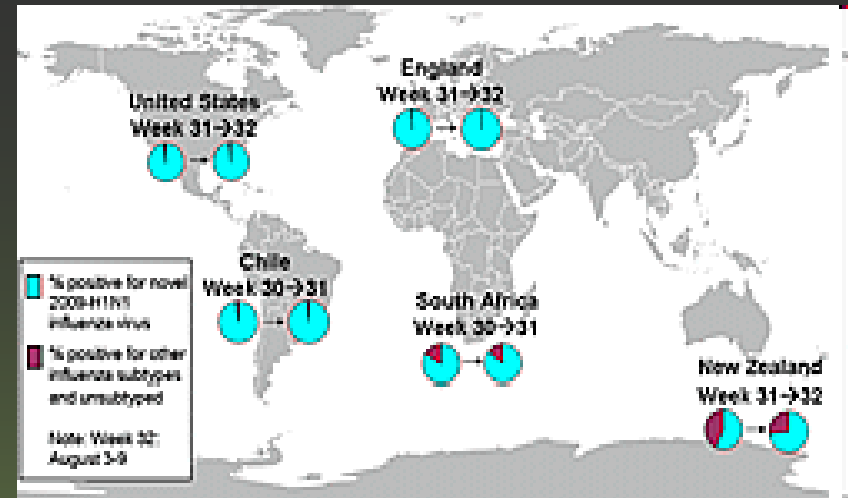 England
Week 31→32
United States
Week 31→32
Chile
Week 30→31
South Africa
Week 30→31
New Zealand
Week 31→32
% positive for novel
2009-H1N1
influenza virus
% positive for other
influenza subtypes
and unsubtyped
Note: Week 32:
August 3-9